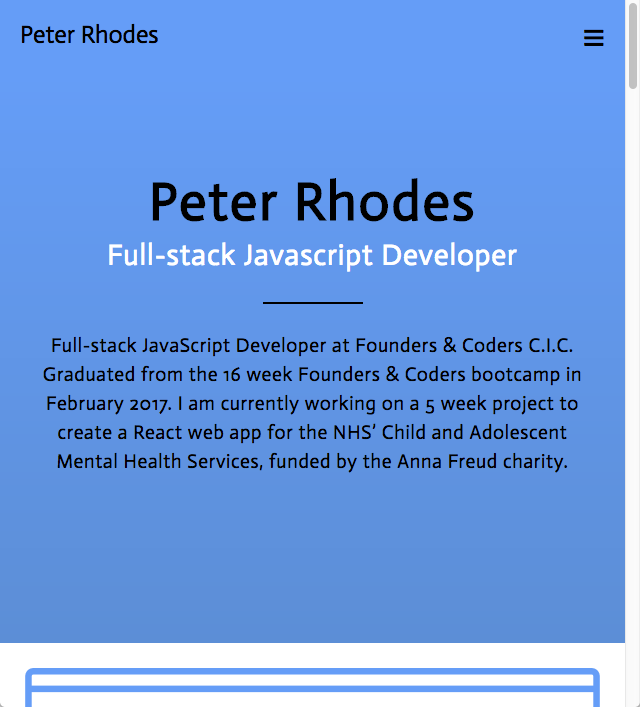 Peter Rhodes
Peter Rhodes
Full-stack Javascript Developer
Full-stack JavaScript Developer at Founders & Coders C.I.C.
Graduated from the 16 week Founders & Coders bootcamp in
February 2017. I am currently working on a 5 week project to
create a React web app for the NHS’ Child and Adolescent
Mental Health Services, funded by the Anna Freud charity.